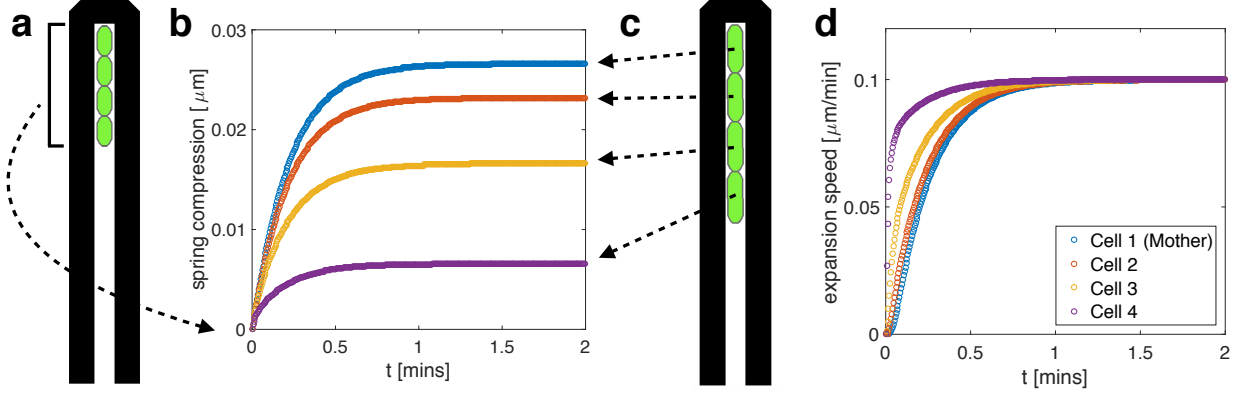 a
b
spring compression [ μm]
0.03
0.02
0.01
0
0
0.5
1
1.5
2
t [mins]
c
d
expansion speed [μm/min]
0.1
0.05
0
0
0.5
1
1.5
2
t [mins]
Cell 1 (Mother)
Cell 2
Cell 3
Cell 4